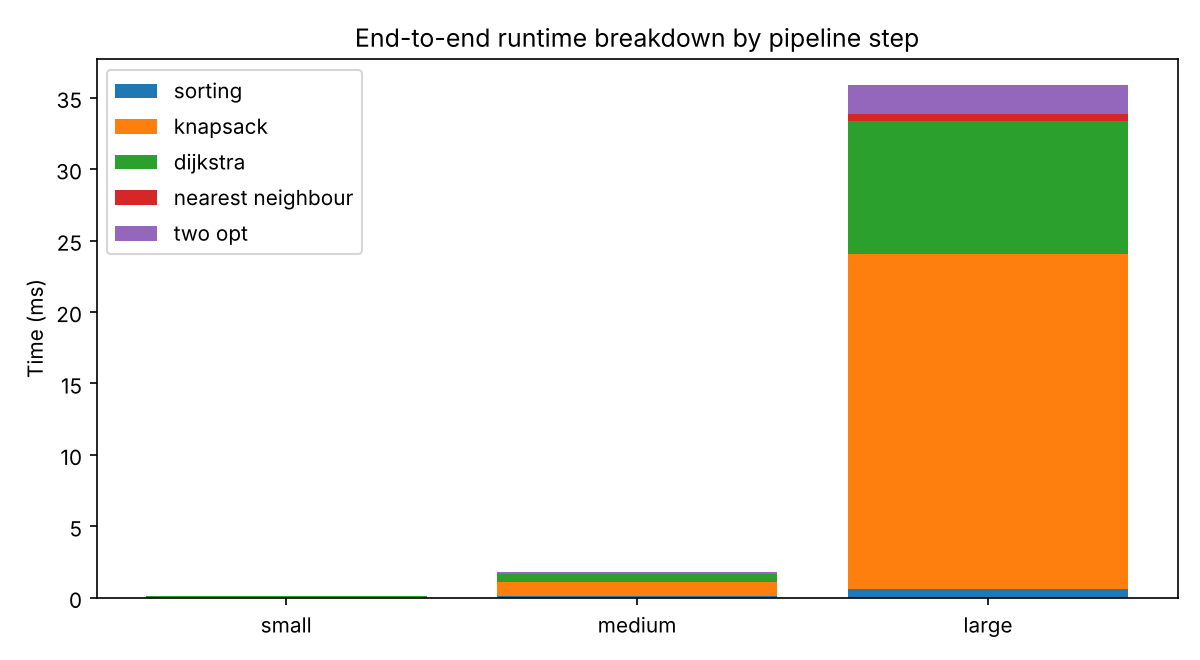 End-to-end runtime breakdown by pipeline step
sorting
knapsack
dijkstra
nearest neighbour
two opt
Time (ms)
35
30
25
20
15
10
5
0
small
medium
large